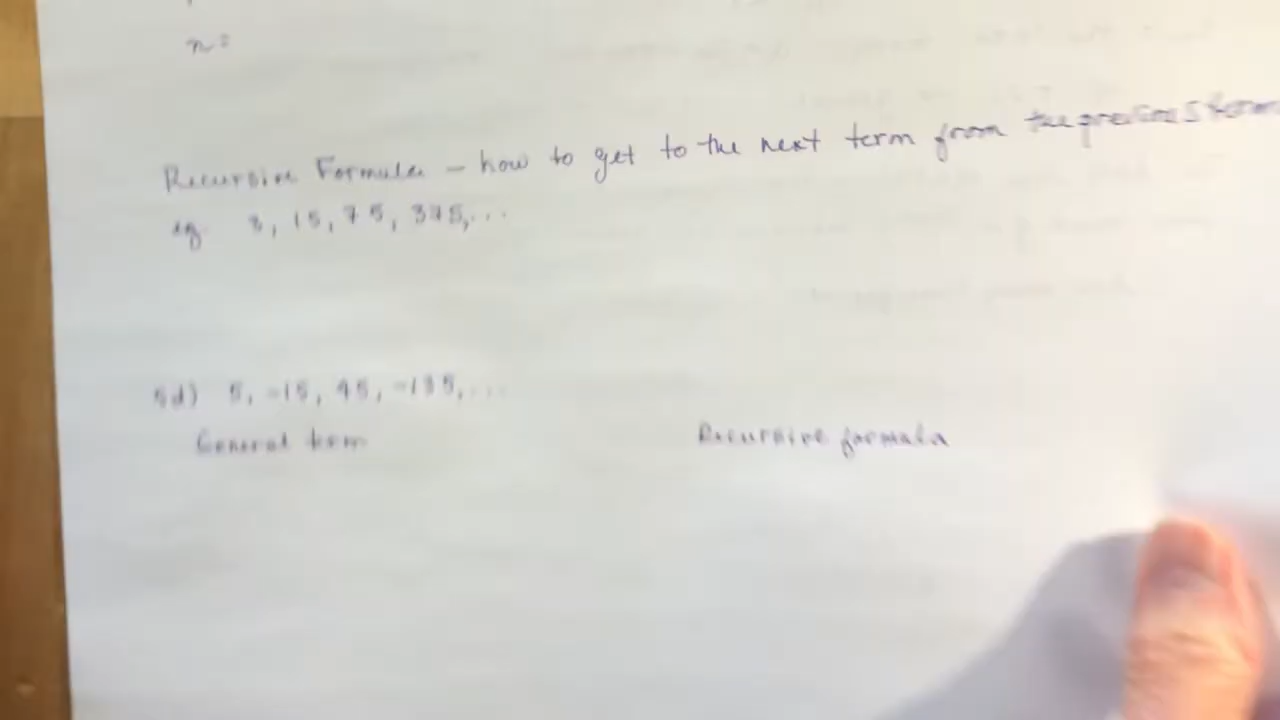 n=
Recursive Formula - how to get to the next term from the previous term
eg. 3, 15, 75, 375,...
5d) 5, -15, 45, -135,...
General term
Recursive formula